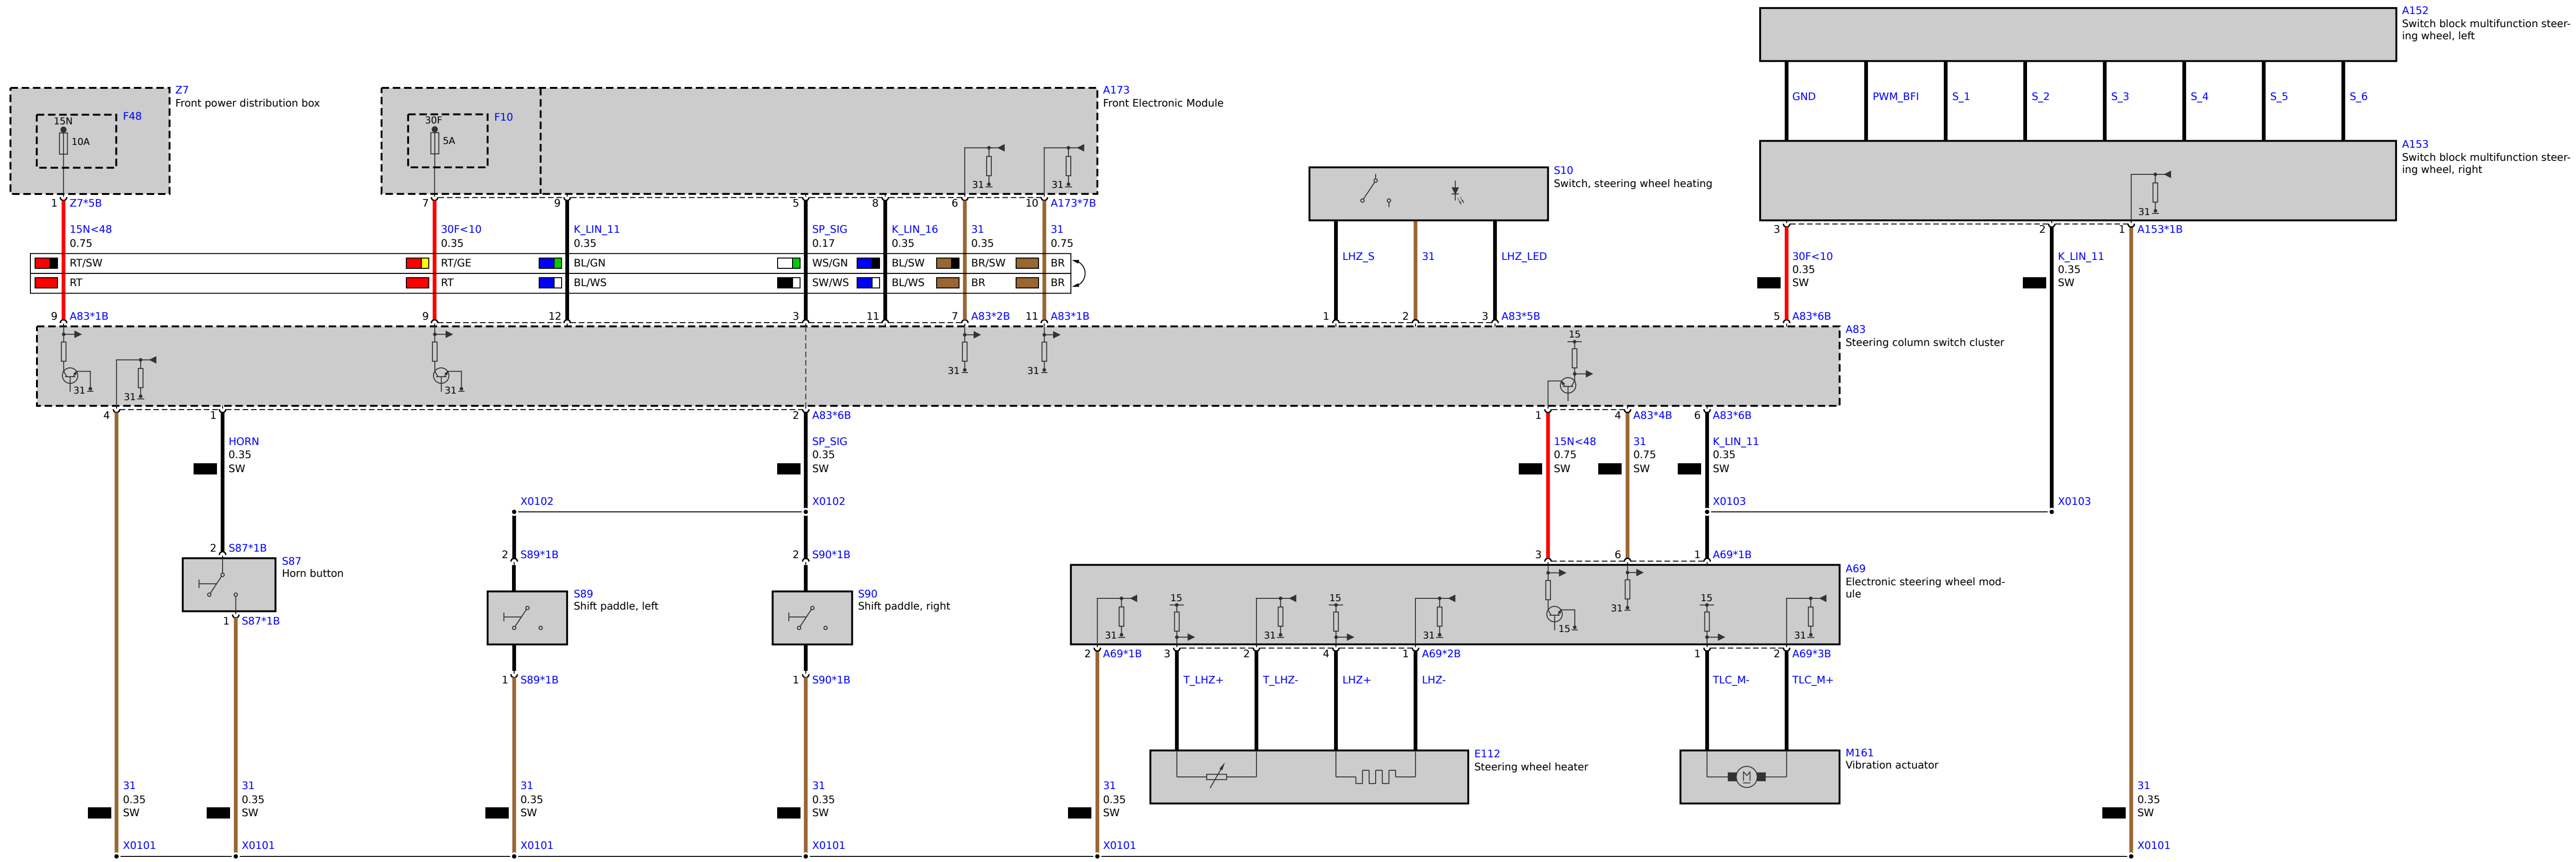 A152
Switch block multifunction steer-
ing wheel, left
GND
PWM_BFI
S_1
S_2
S_3
S_4
S_5
S_6
Z7
Front power distribution box
15N
F48
10A
A173
Front Electronic Module
30F
F10
5A
31
31
S10
Switch, steering wheel heating
A153
Switch block multifunction steer-
ing wheel, right
31
1 Z7*5B
7
9
5
8
6
10 A173*7B
3
2
1 A153*1B
15N<48
0.75
30F<10
0.35
K_LIN_11
0.35
SP_SIG
0.17
K_LIN_16
0.35
31
0.35
31
0.75
RT/SW
RT/GE
BL/GN
WS/GN
BL/SW
BR/SW
BR
RT
RT
BL/WS
SW/WS
BL/WS
BR
BR
LHZ_S
31
LHZ_LED
30F<10
0.35
SW
K_LIN_11
0.35
SW
9 A83*1B
9
12
3
11
7 A83*2B
11 A83*1B
1
2
3 A83*5B
5 A83*6B
A83
Steering column switch cluster
31
31
31
31
31
15
4
1
2 A83*6B
1
4 A83*4B
6 A83*6B
HORN
0.35
SW
SP_SIG
0.35
SW
15N<48
0.75
SW
31
0.75
SW
K_LIN_11
0.35
SW
X0102
X0102
X0103
X0103
2 S87*1B
2 S89*1B
2 S90*1B
3
6
1 A69*1B
S87
Horn button
S89
Shift paddle, left
S90
Shift paddle, right
A69
Electronic steering wheel mod-
ule
31
15
31
15
31
15
31
15
31
1 S87*1B
1 S89*1B
1 S90*1B
2 A69*1B
3
2
4
1 A69*2B
1
2 A69*3B
T_LHZ+
T_LHZ-
LHZ+
LHZ-
TLC_M-
TLC_M+
E112
Steering wheel heater
M
M161
Vibration actuator
31
0.35
SW
31
0.35
SW
31
0.35
SW
31
0.35
SW
31
0.35
SW
31
0.35
SW
X0101
X0101
X0101
X0101
X0101
X0101